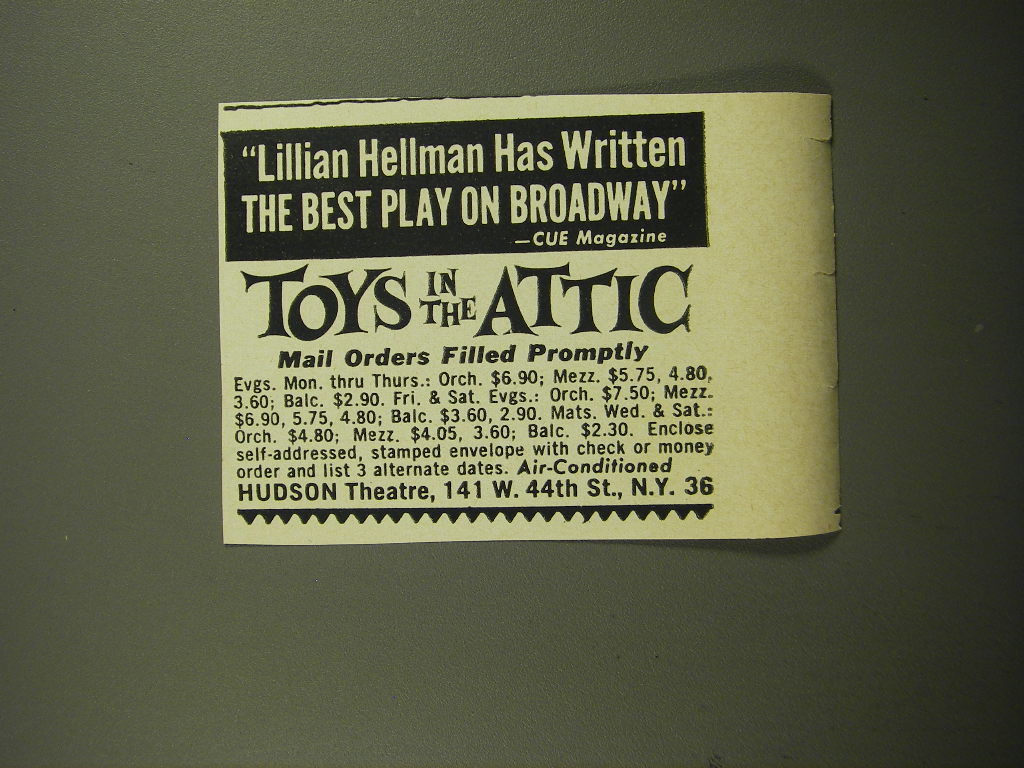 “Lillian Hellman Has Written
THE BEST PLAY ON BROADWAY”
—CUE Magazine
TOYS IN THE ATTIC
Mail Orders Filled Promptly
Evgs. Mon. thru Thurs.: Orch. $6.90; Mezz. $5.75, 4.80,
3.60; Balc. $2.90. Fri. & Sat. Evgs.: Orch. $7.50; Mezz.
$6.90, 5.75, 4.80; Balc. $3.60, 2.90. Mats. Wed. & Sat.:
Orch. $4.80; Mezz. $4.05, 3.60; Balc. $2.30. Enclose
self-addressed, stamped envelope with check or money
order and list 3 alternate dates. Air-Conditioned
HUDSON Theatre, 141 W. 44th St., N.Y. 36